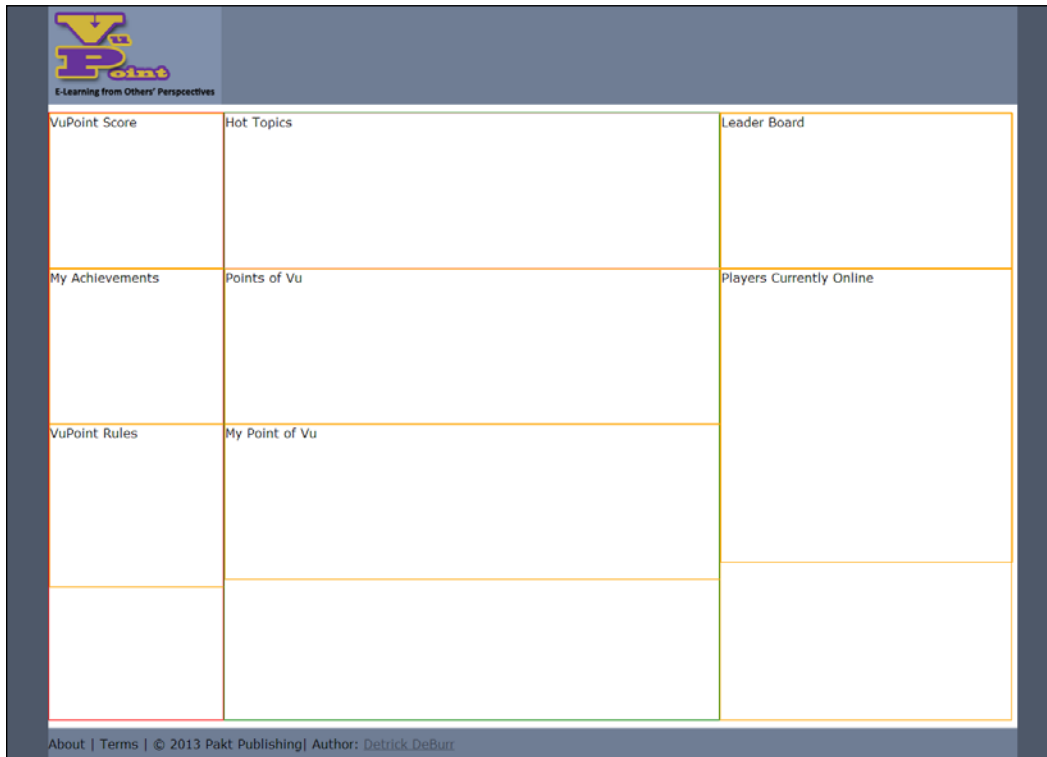 Vu
Point
E-Learning from Others' Perspcectives
VuPoint Score
Hot Topics
Leader Board
My Achievements
Points of Vu
Players Currently Online
VuPoint Rules
My Point of Vu
About | Terms | © 2013 Pakt Publishing| Author: Detrick DeBurr